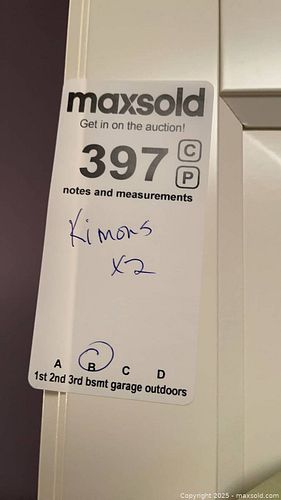 maxsold
Get in on the auction!
397 C
P
notes and measurements
Kimons
x2
A B C D
1st 2nd 3rd bsmt garage outdoors
Copyright © 2025 - maxsold.com